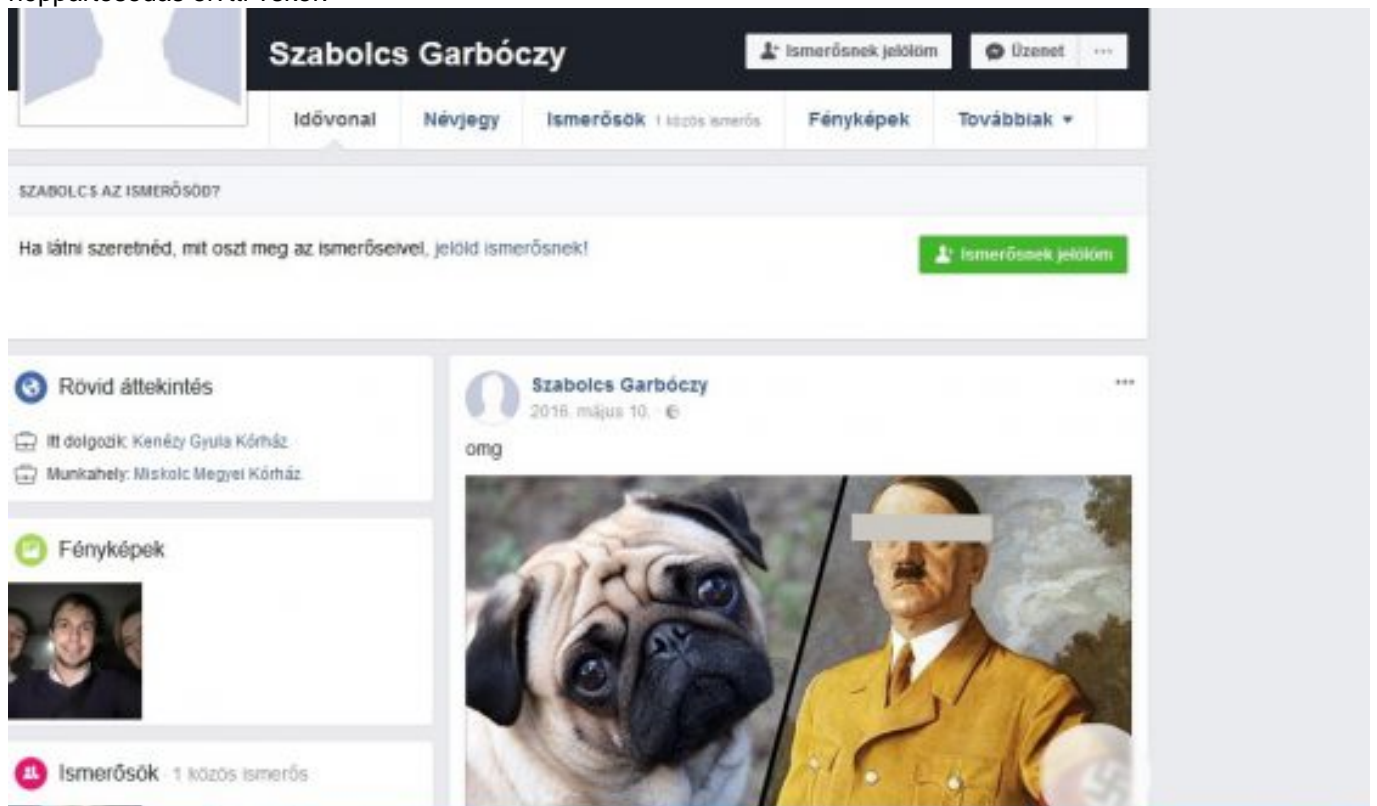 Szabolcs Garbóczy
Ismerősnek jelölöm
Üzenet
Idővonal
Névjegy
Ismerősök 1 közös ismerős
Fényképek
Továbbiak
SZABOLCS AZ ISMERŐSÖD?
Ha látni szeretnéd, mit oszt meg az ismerőseivel, jelöld ismerősnek!
Ismerősnek jelölöm
Rövid áttekintés
Itt dolgozik: Kenézy Gyula Kórház
Munkahely: Miskolc Megyei Kórház
Fényképek
Ismerősök · 1 közös ismerős
Szabolcs Garbóczy
2016. május 10.
omg